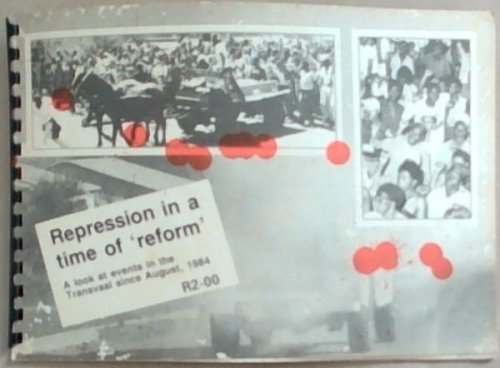 Repression in a
time of 'reform'
A look at events in the
Transvaal since August, 1984
R2-00